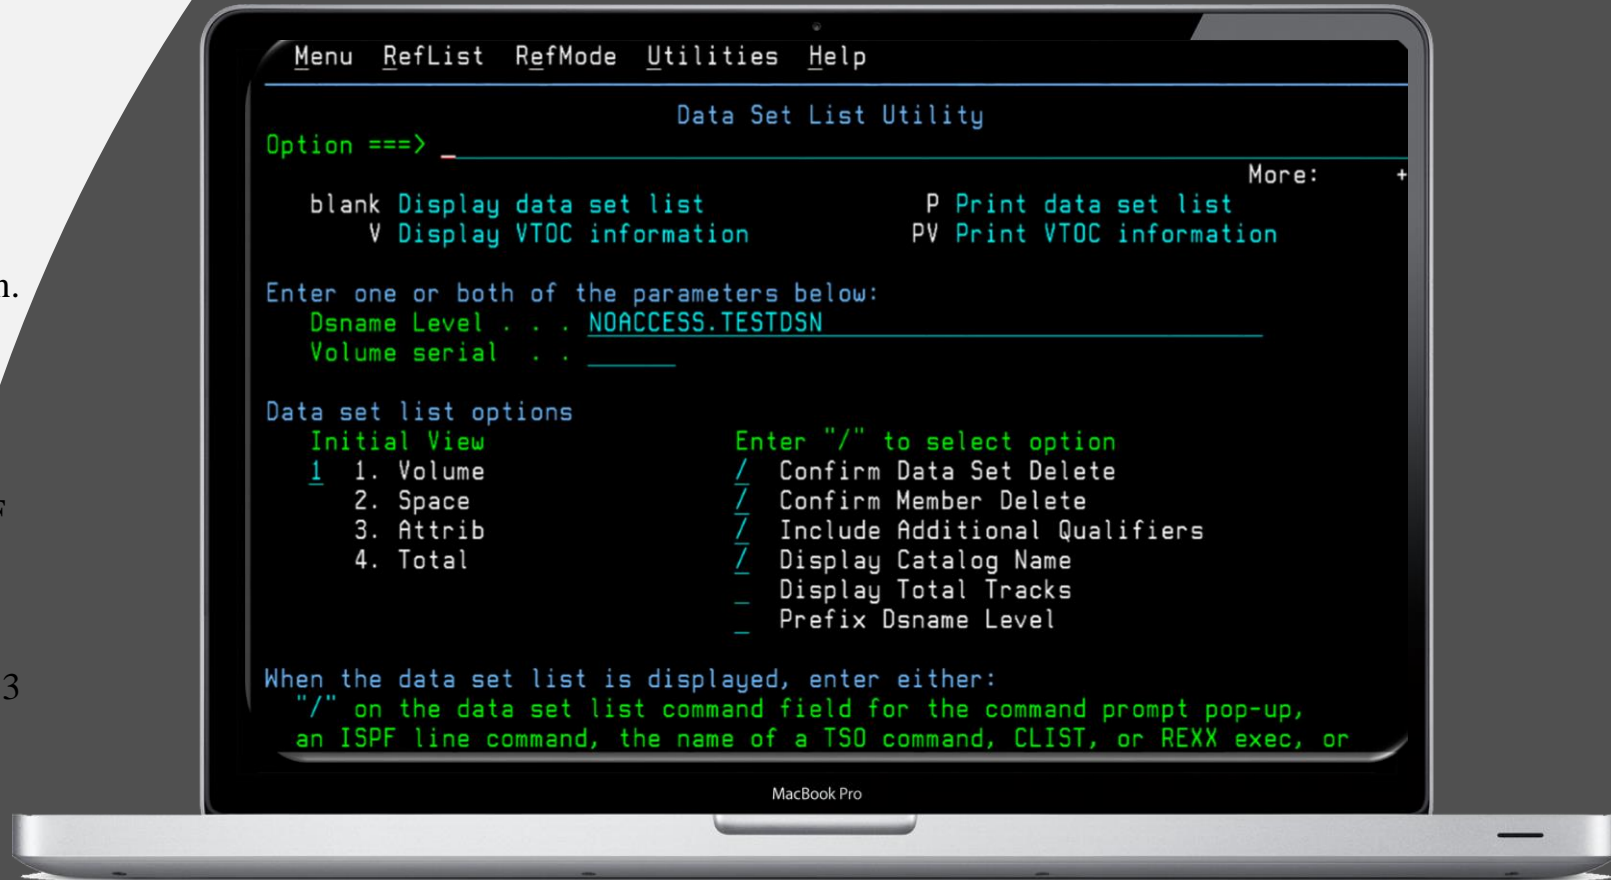 Menu RefList RefMode Utilities Help
Data Set List Utility
Option ===> _
More: +
blank Display data set list P Print data set list
V Display VTOC information PV Print VTOC information
n.
Enter one or both of the parameters below:
Dsname Level . . . NOACCESS.TESTDSN
Volume serial . .
Data set list options
Initial View Enter "/" to select option
1 1. Volume / Confirm Data Set Delete
2. Space / Confirm Member Delete
3. Attrib / Include Additional Qualifiers
4. Total / Display Catalog Name
_ Display Total Tracks
_ Prefix Dsname Level
3
When the data set list is displayed, enter either:
"/" on the data set list command field for the command prompt pop-up,
an ISPF line command, the name of a TSO command, CLIST, or REXX exec, or
MacBook Pro